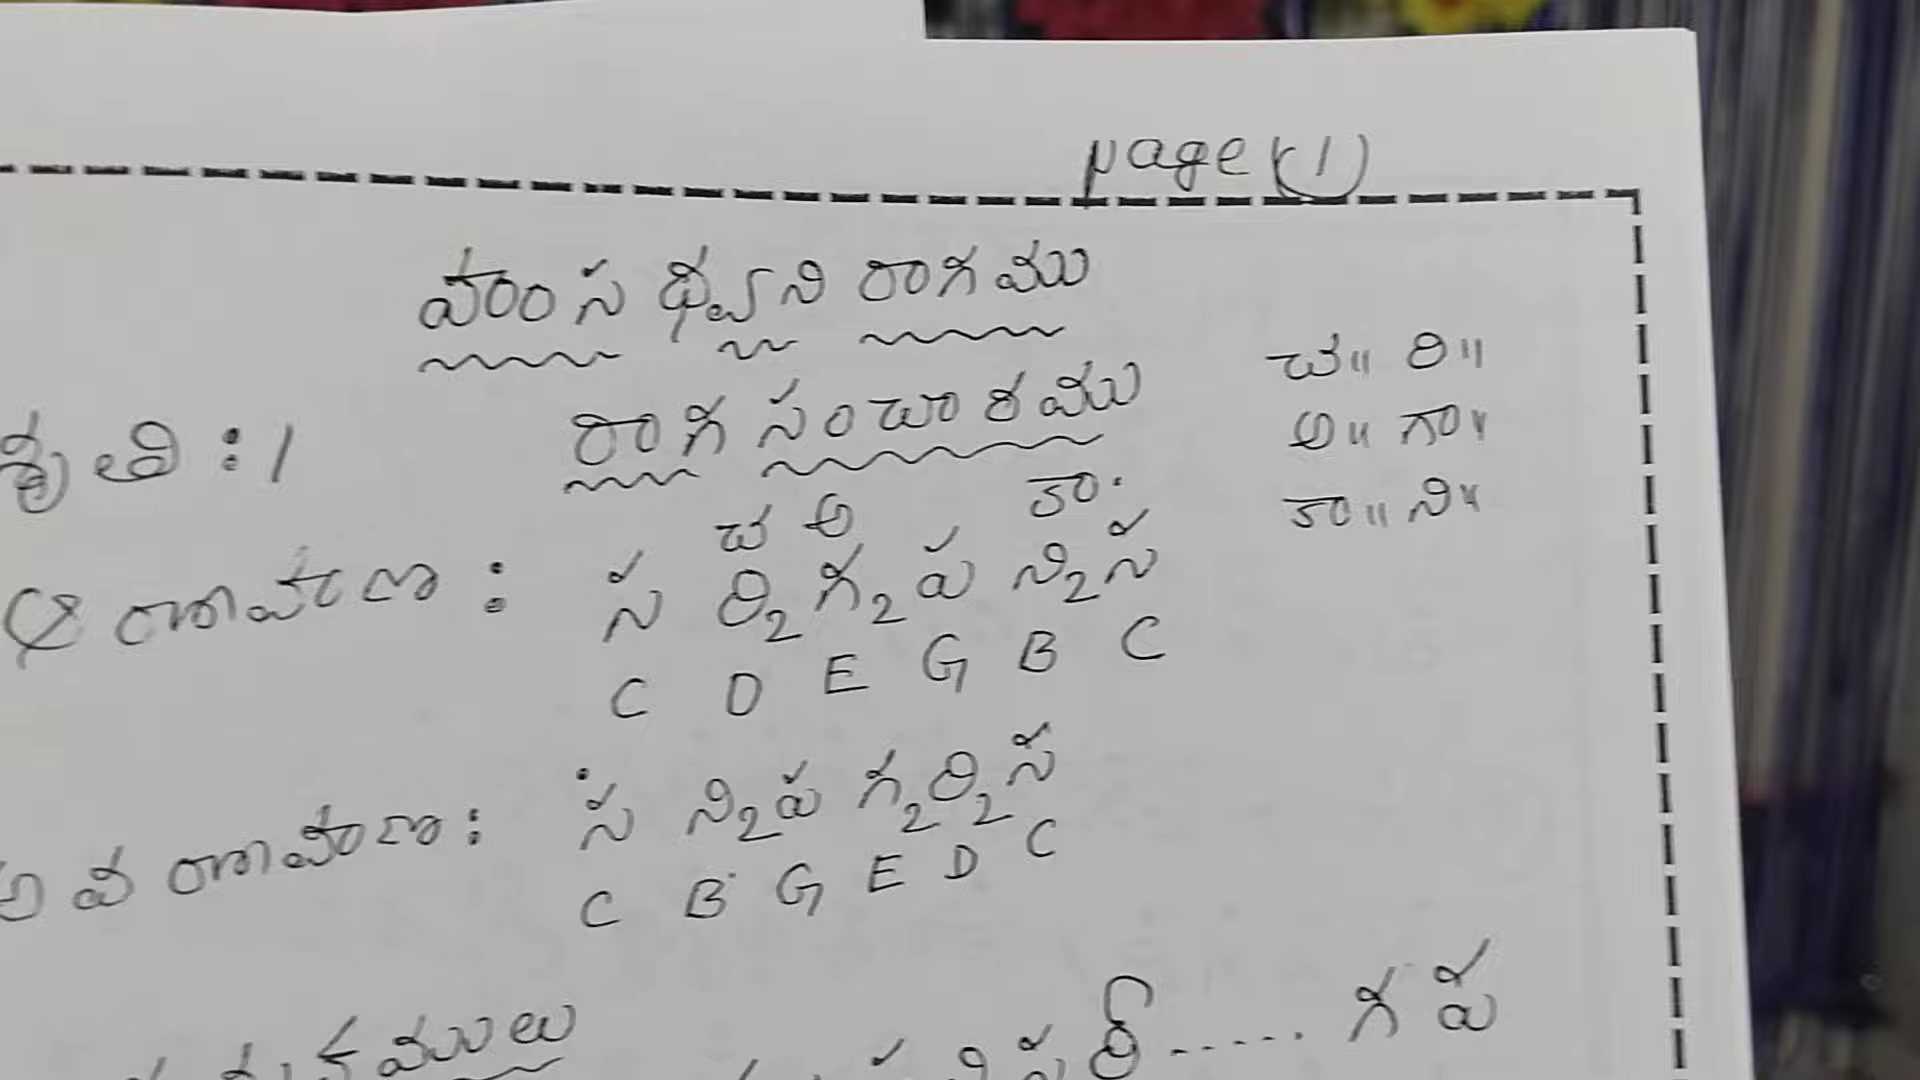 page (1)
హంసధ్వని రాగము
రాగ సంచారము
చ॥ రి॥
శ్రుతి : 1
అ॥ గా॥
చ అ కా.
కా॥ ని॥
ఆరోహణ : స రి2 గ2 ప ని2 స
C D E G B C
అవరోహణ : స ని2 ప గ2 రి2 స
C B G E D C
గ ప